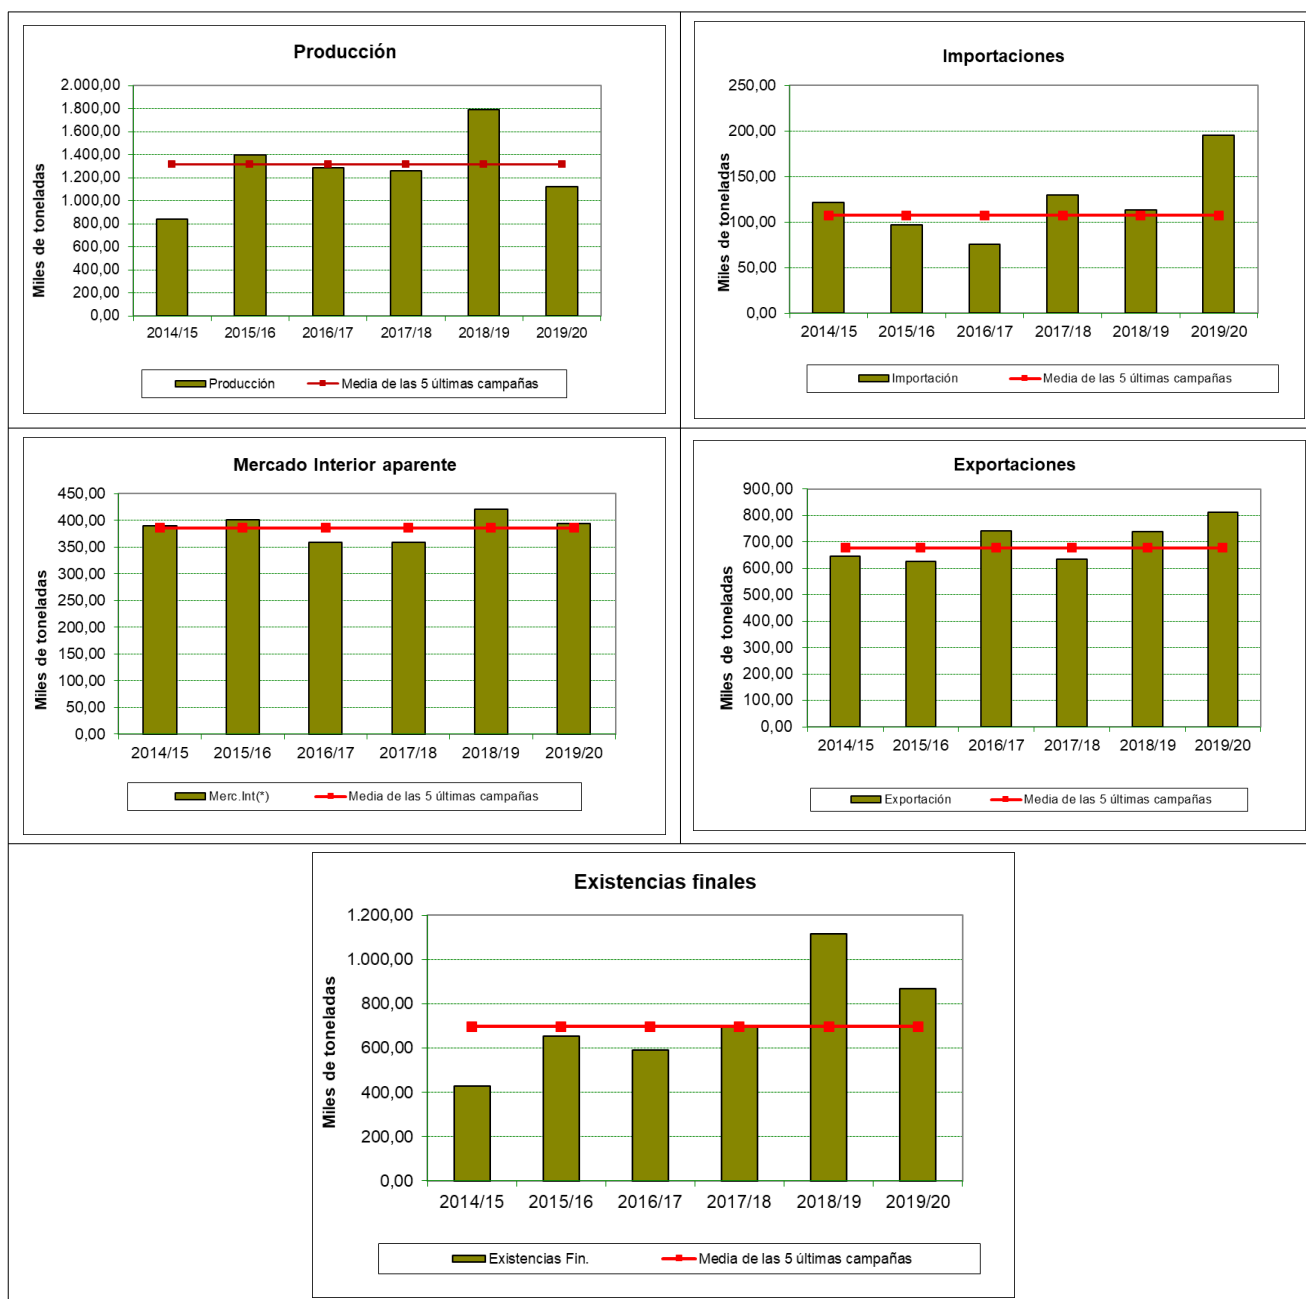 Producción
Miles de toneladas
2.000,00
1.800,00
1.600,00
1.400,00
1.200,00
1.000,00
800,00
600,00
400,00
200,00
0,00
2014/15 2015/16 2016/17 2017/18 2018/19 2019/20
Producción Media de las 5 últimas campañas
Importaciones
Miles de toneladas
250,00
200,00
150,00
100,00
50,00
0,00
2014/15 2015/16 2016/17 2017/18 2018/19 2019/20
Importación Media de las 5 últimas campañas
Mercado Interior aparente
Miles de toneladas
450,00
400,00
350,00
300,00
250,00
200,00
150,00
100,00
50,00
0,00
2014/15 2015/16 2016/17 2017/18 2018/19 2019/20
Merc.Int(*) Media de las 5 últimas campañas
Exportaciones
Miles de toneladas
900,00
800,00
700,00
600,00
500,00
400,00
300,00
200,00
100,00
0,00
2014/15 2015/16 2016/17 2017/18 2018/19 2019/20
Exportación Media de las 5 últimas campañas
Existencias finales
Miles de toneladas
1.200,00
1.000,00
800,00
600,00
400,00
200,00
0,00
2014/15 2015/16 2016/17 2017/18 2018/19 2019/20
Existencias Fin. Media de las 5 últimas campañas